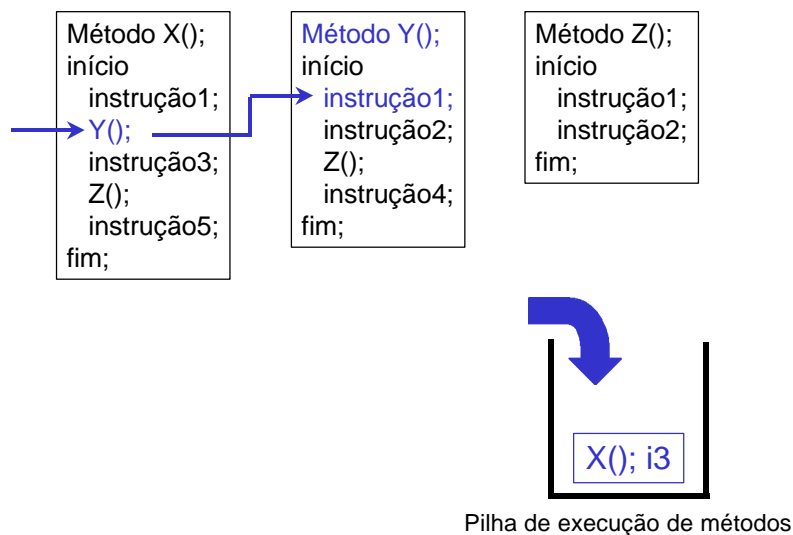 Método X();
início
instrução1;
Y();
instrução3;
Z();
instrução5;
fim;
Método Y();
início
instrução1;
instrução2;
Z();
instrução4;
fim;
Método Z();
início
instrução1;
instrução2;
fim;
X(); i3
Pilha de execução de métodos